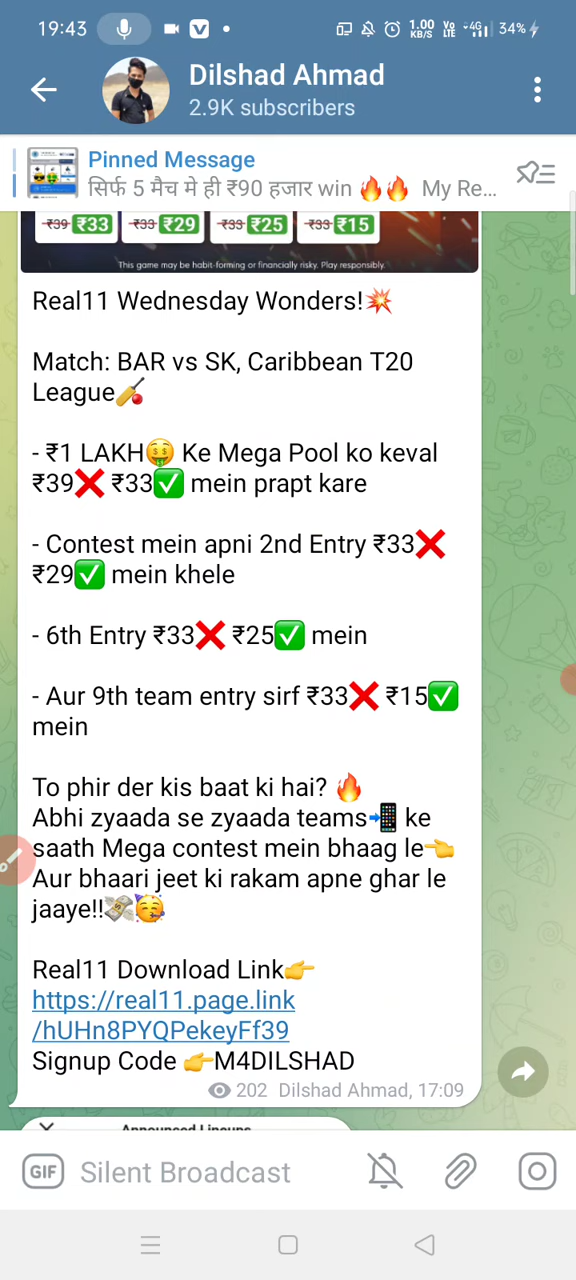 19:43
1.00 KB/S
Vo LTE
4G
34%
Dilshad Ahmad
2.9K subscribers
Pinned Message
सिर्फ 5 मैच मे ही ₹90 हजार win 🔥🔥 My Re...
₹39 ₹33 ₹33 ₹29 ₹33 ₹25 ₹33 ₹15
This game may be habit-forming or financially risky. Play responsibly.
Real11 Wednesday Wonders!💥
Match: BAR vs SK, Caribbean T20
League🏏
- ₹1 LAKH🤑 Ke Mega Pool ko keval
₹39❌ ₹33✅ mein prapt kare
- Contest mein apni 2nd Entry ₹33❌
₹29✅ mein khele
- 6th Entry ₹33❌ ₹25✅ mein
- Aur 9th team entry sirf ₹33❌ ₹15✅
mein
To phir der kis baat ki hai? 🔥
Abhi zyaada se zyaada teams📲 ke
saath Mega contest mein bhaag le👈
Aur bhaari jeet ki rakam apne ghar le
jaaye!!💸🥳
Real11 Download Link👉
https://real11.page.link
/hUHn8PYQPekeyFf39
Signup Code 👉M4DILSHAD
202 Dilshad Ahmad, 17:09
Announced Lineups
GIF Silent Broadcast